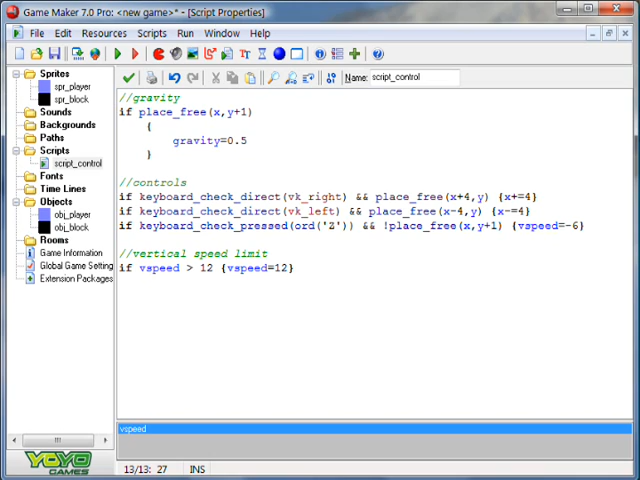 Game Maker 7.0 Pro: <new game>* - [Script Properties]
File Edit Resources Scripts Run Window Help
Name: script_control
Sprites
spr_player
spr_block
Sounds
Backgrounds
Paths
Scripts
script_control
Fonts
Time Lines
Objects
obj_player
obj_block
Rooms
Game Information
Global Game Setting
Extension Packages
YOYO
GAMES
//gravity
if place_free(x,y+1)
{
gravity=0.5
}
//controls
if keyboard_check_direct(vk_right) && place_free(x+4,y) {x+=4}
if keyboard_check_direct(vk_left) && place_free(x-4,y) {x-=4}
if keyboard_check_pressed(ord('Z')) && !place_free(x,y+1) {vspeed=-6}
//vertical speed limit
if vspeed > 12 {vspeed=12}
vspeed
13/13: 27 INS